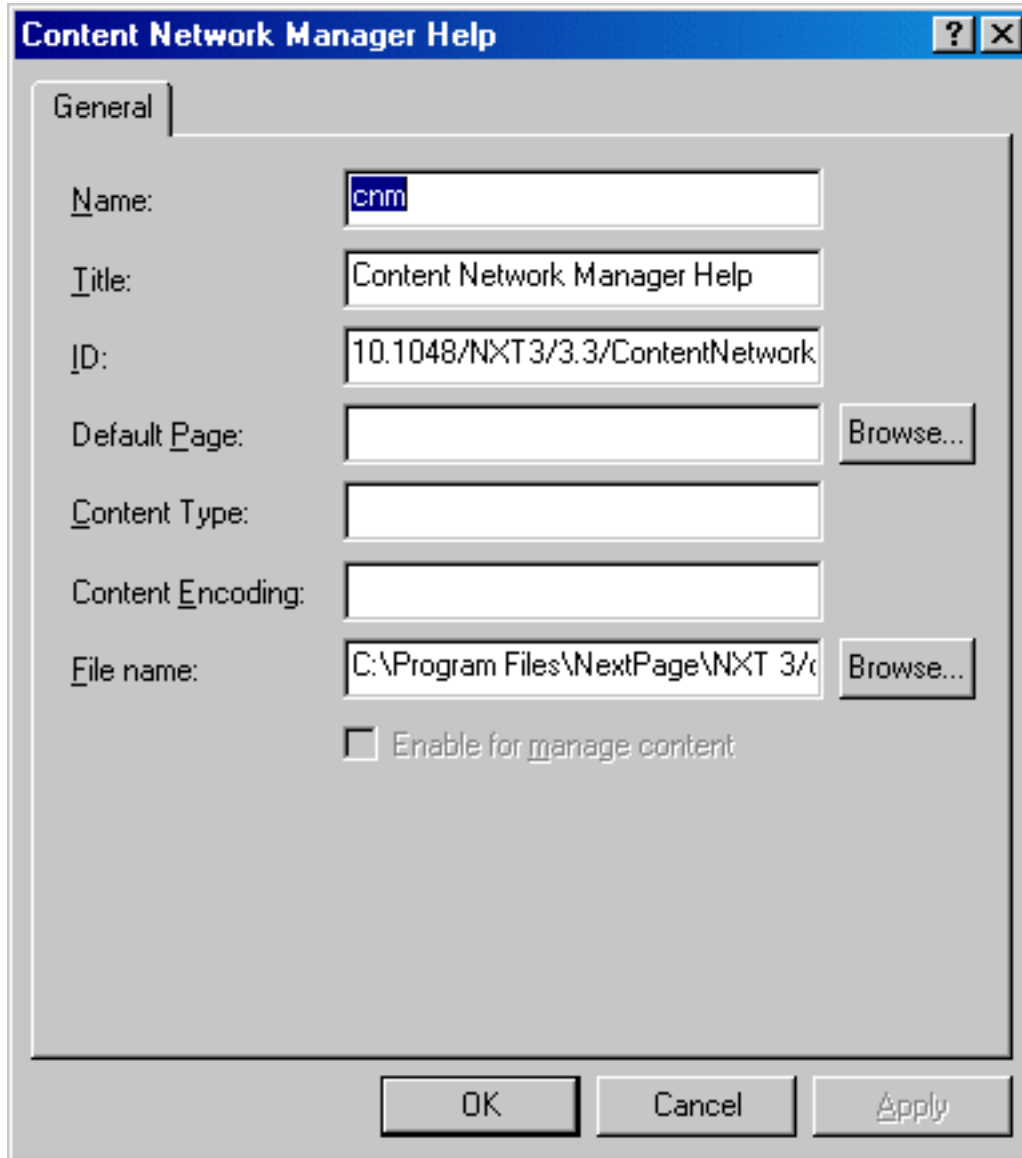 Content Network Manager Help
General
Name: cnm
Title: Content Network Manager Help
ID: 10.1048/NXT3/3.3/ContentNetwork
Default Page: Browse...
Content Type:
Content Encoding:
File name: C:\Program Files\NextPage\NXT 3/ Browse...
Enable for manage content
OK Cancel Apply